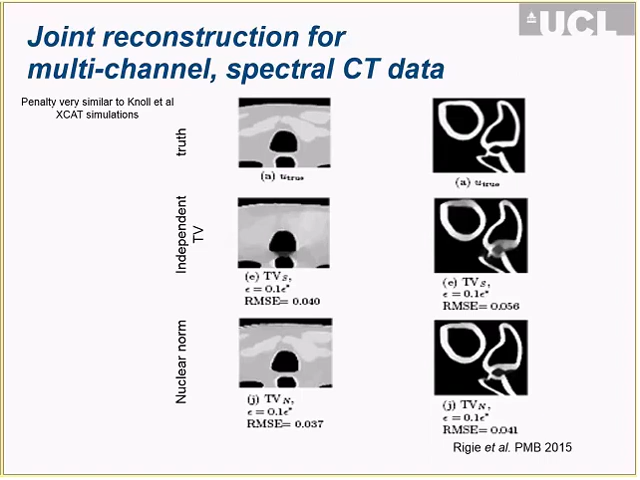 UCL
Joint reconstruction for
multi-channel, spectral CT data
Penalty very similar to Knoll et al
XCAT simulations
truth
(a) u_true
(a) u_true
Independent
TV
(e) TV_S,
ϵ = 0.1ϵ*
RMSE= 0.040
(e) TV_S,
ϵ = 0.1ϵ*
RMSE= 0.056
Nuclear norm
(j) TV_N,
ϵ = 0.1ϵ*
RMSE= 0.037
(j) TV_N,
ϵ = 0.1ϵ*
RMSE= 0.041
Rigie et al. PMB 2015